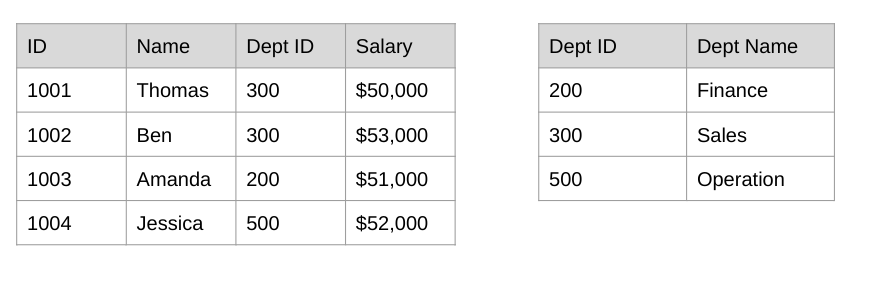 ID Name Dept ID Salary
1001 Thomas 300 $50,000
1002 Ben 300 $53,000
1003 Amanda 200 $51,000
1004 Jessica 500 $52,000
Dept ID Dept Name
200 Finance
300 Sales
500 Operation